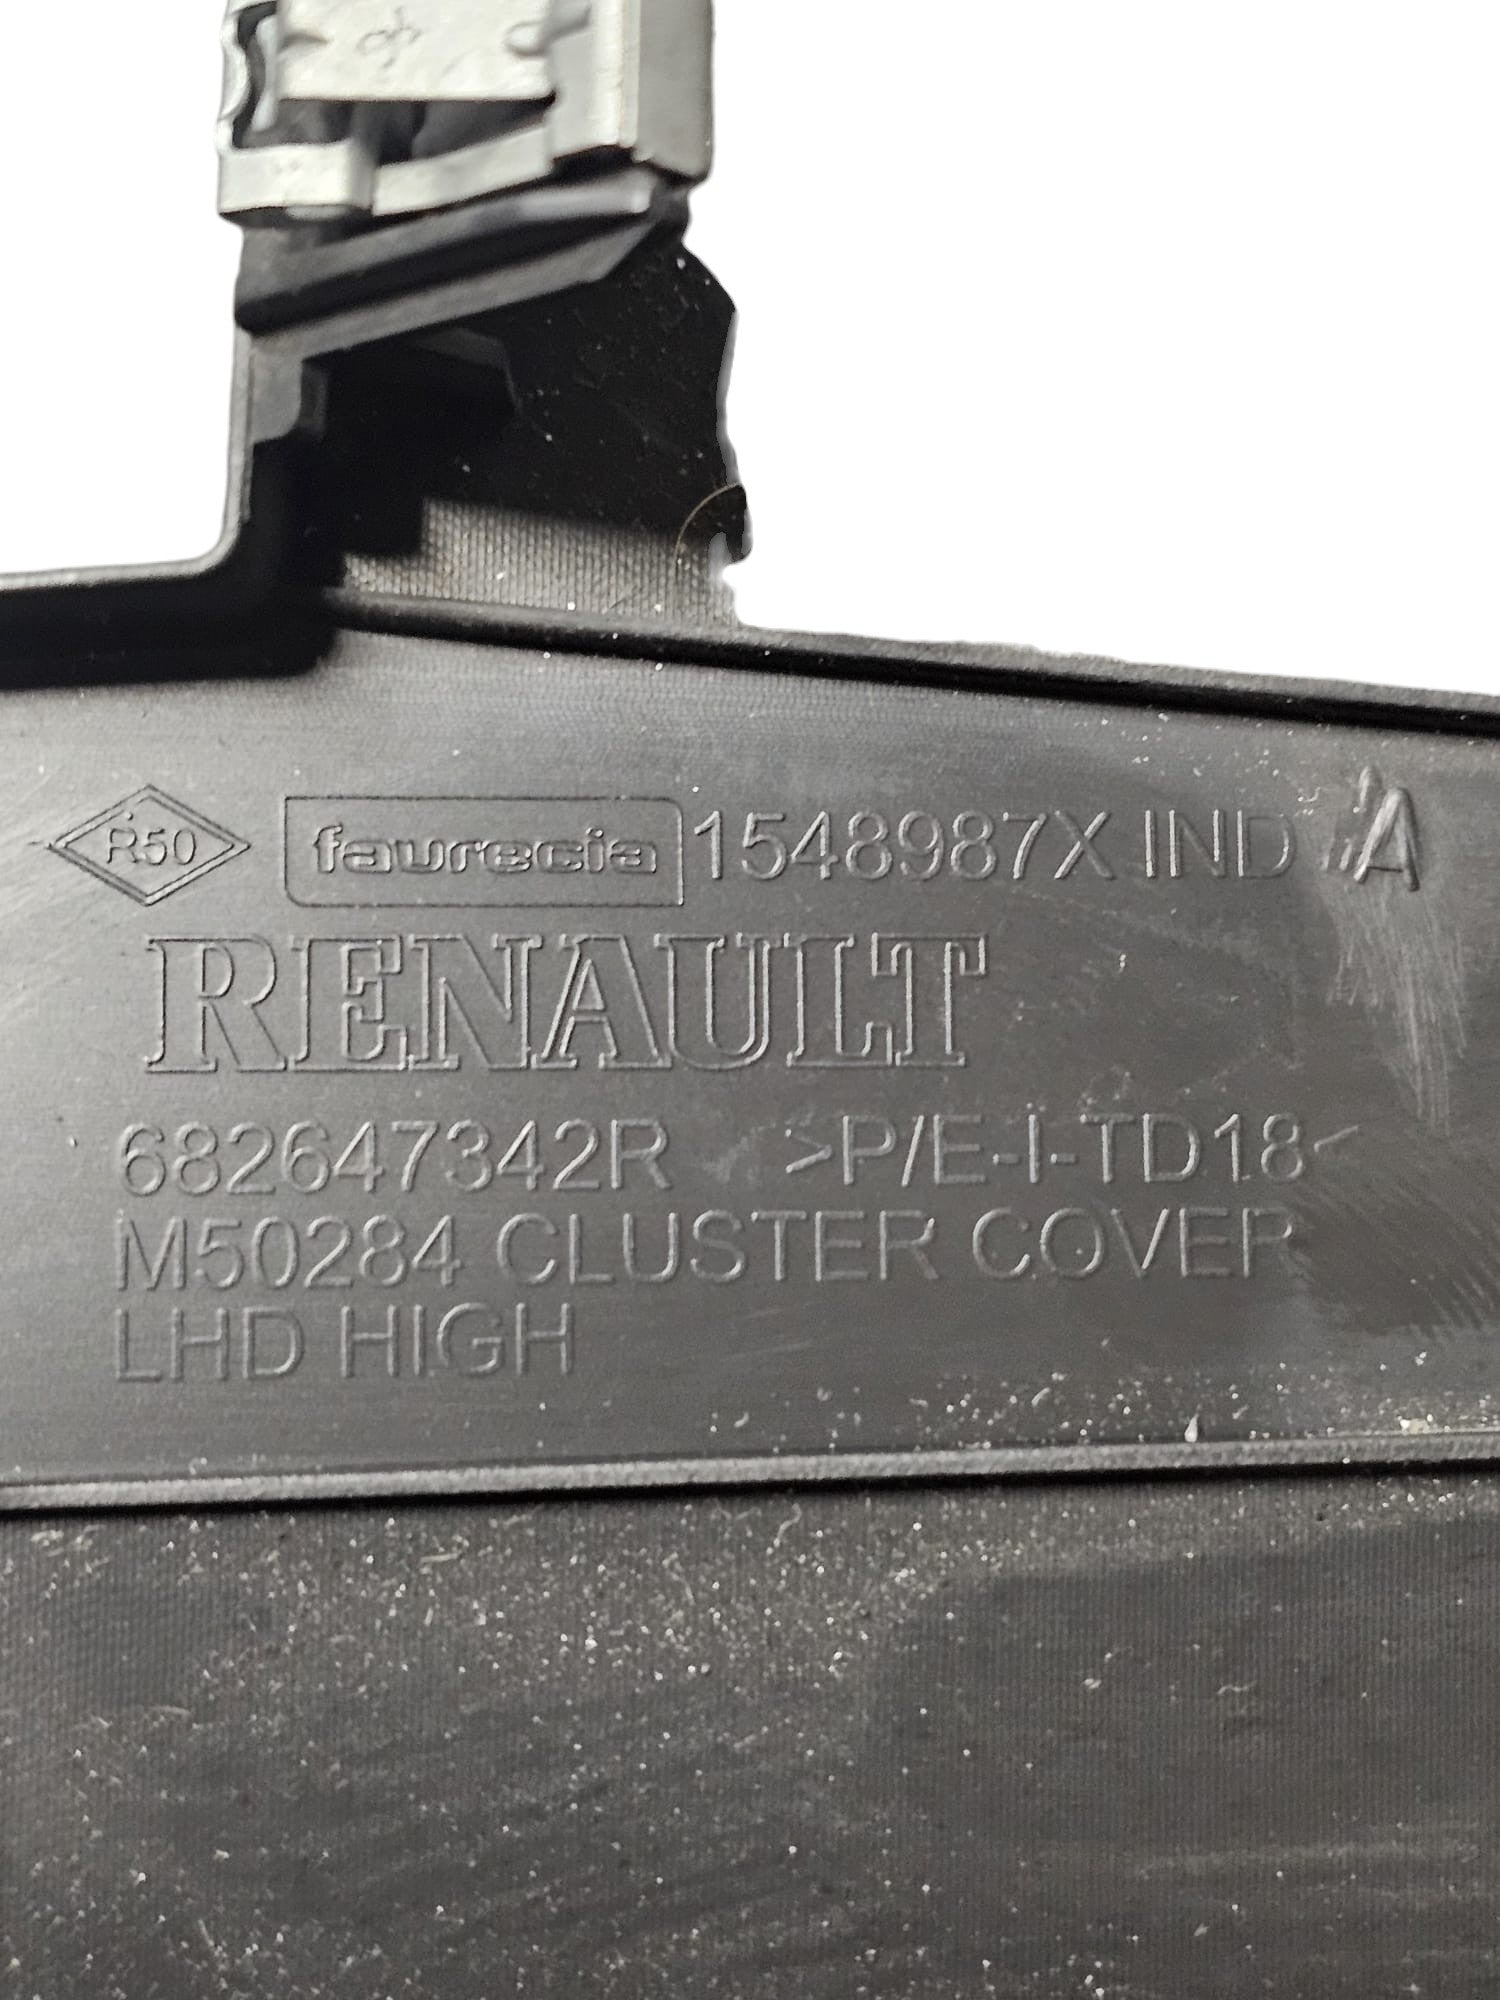 R50 faurecia 1548987X IND A
RENAULT
682647342R >P/E-I-TD18<
M50284 CLUSTER COVER
LHD HIGH